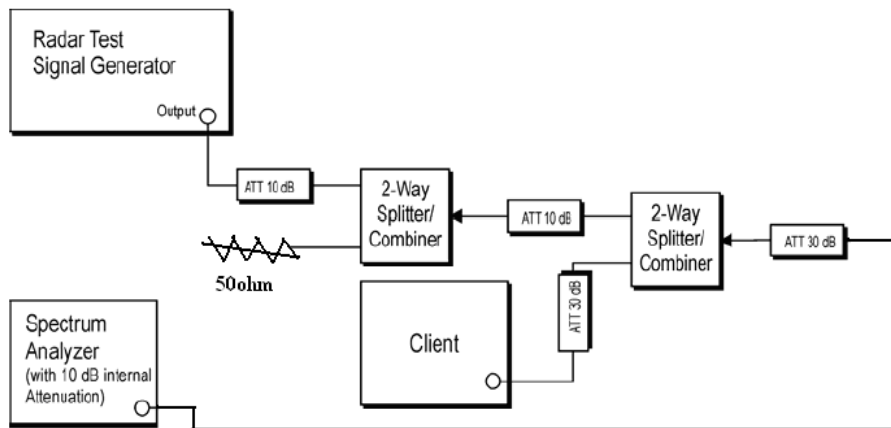 Radar Test
Signal Generator
Output
ATT 10 dB
2-Way
Splitter/
Combiner
ATT 10 dB
2-Way
Splitter/
Combiner
ATT 30 dB
50ohm
ATT 30 dB
Client
Spectrum
Analyzer
(with 10 dB internal
Attenuation)